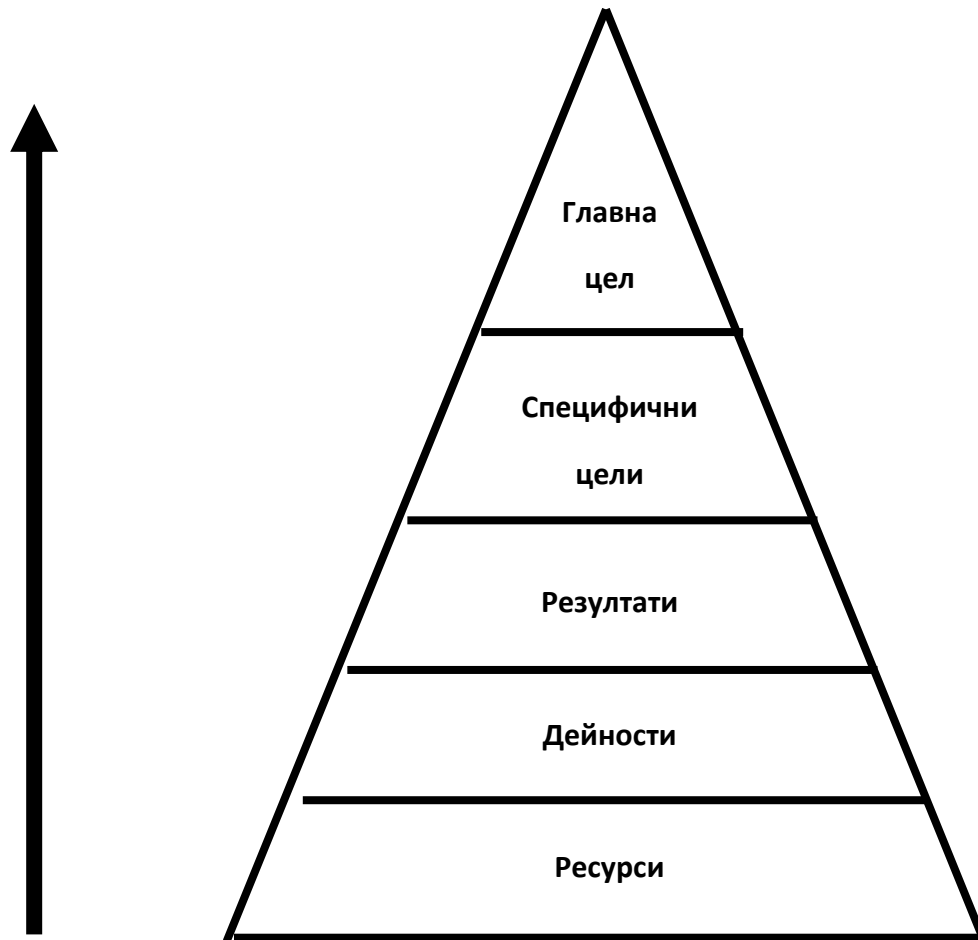 Главна
цел
Специфични
цели
Резултати
Дейности
Ресурси